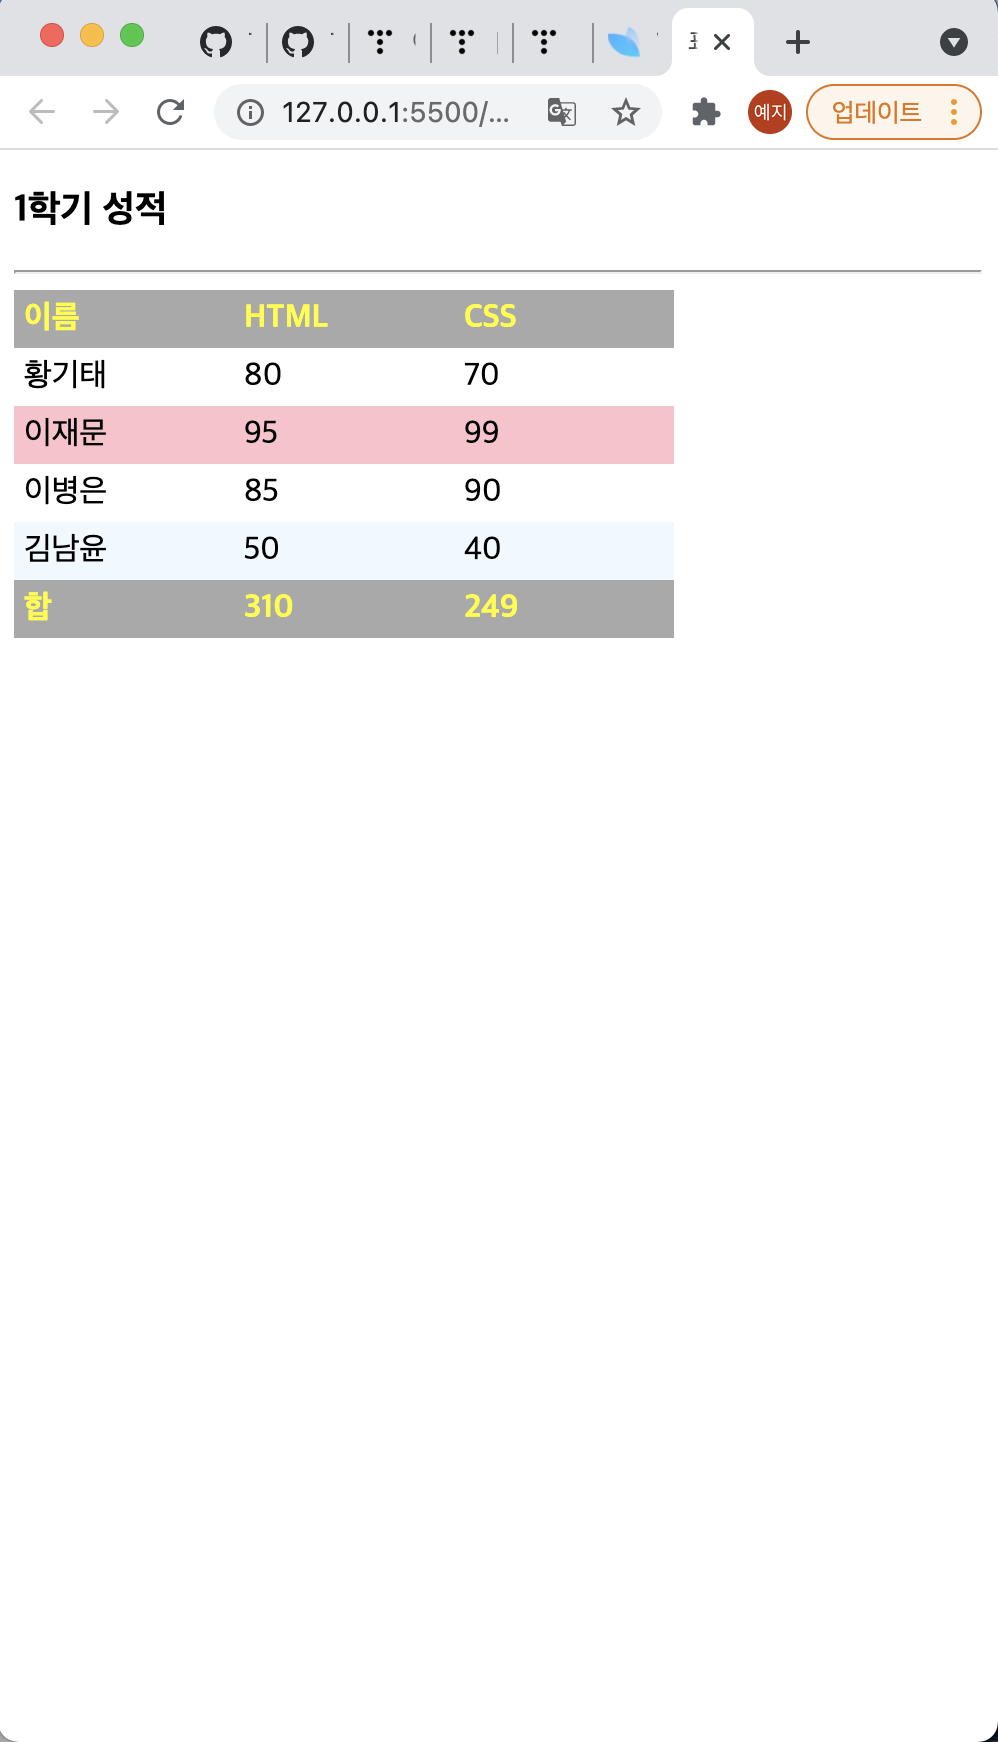 127.0.0.1:5500/...
예지
업데이트
1학기 성적
이름 HTML CSS
황기태 80 70
이재문 95 99
이병은 85 90
김남윤 50 40
합 310 249